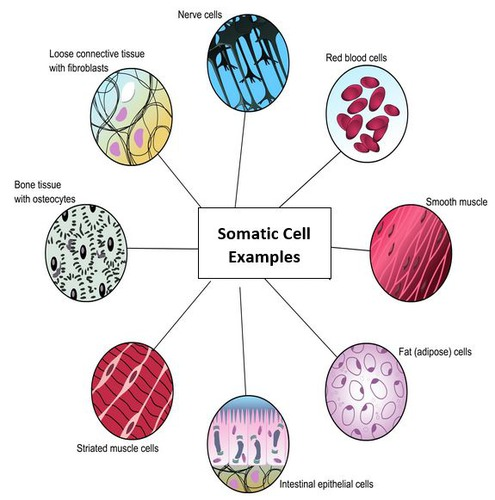 Nerve cells
Loose connective tissue
with fibroblasts
Red blood cells
Bone tissue
with osteocytes
Smooth muscle
Somatic Cell
Examples
Fat (adipose) cells
Striated muscle cells
Intestinal epithelial cells